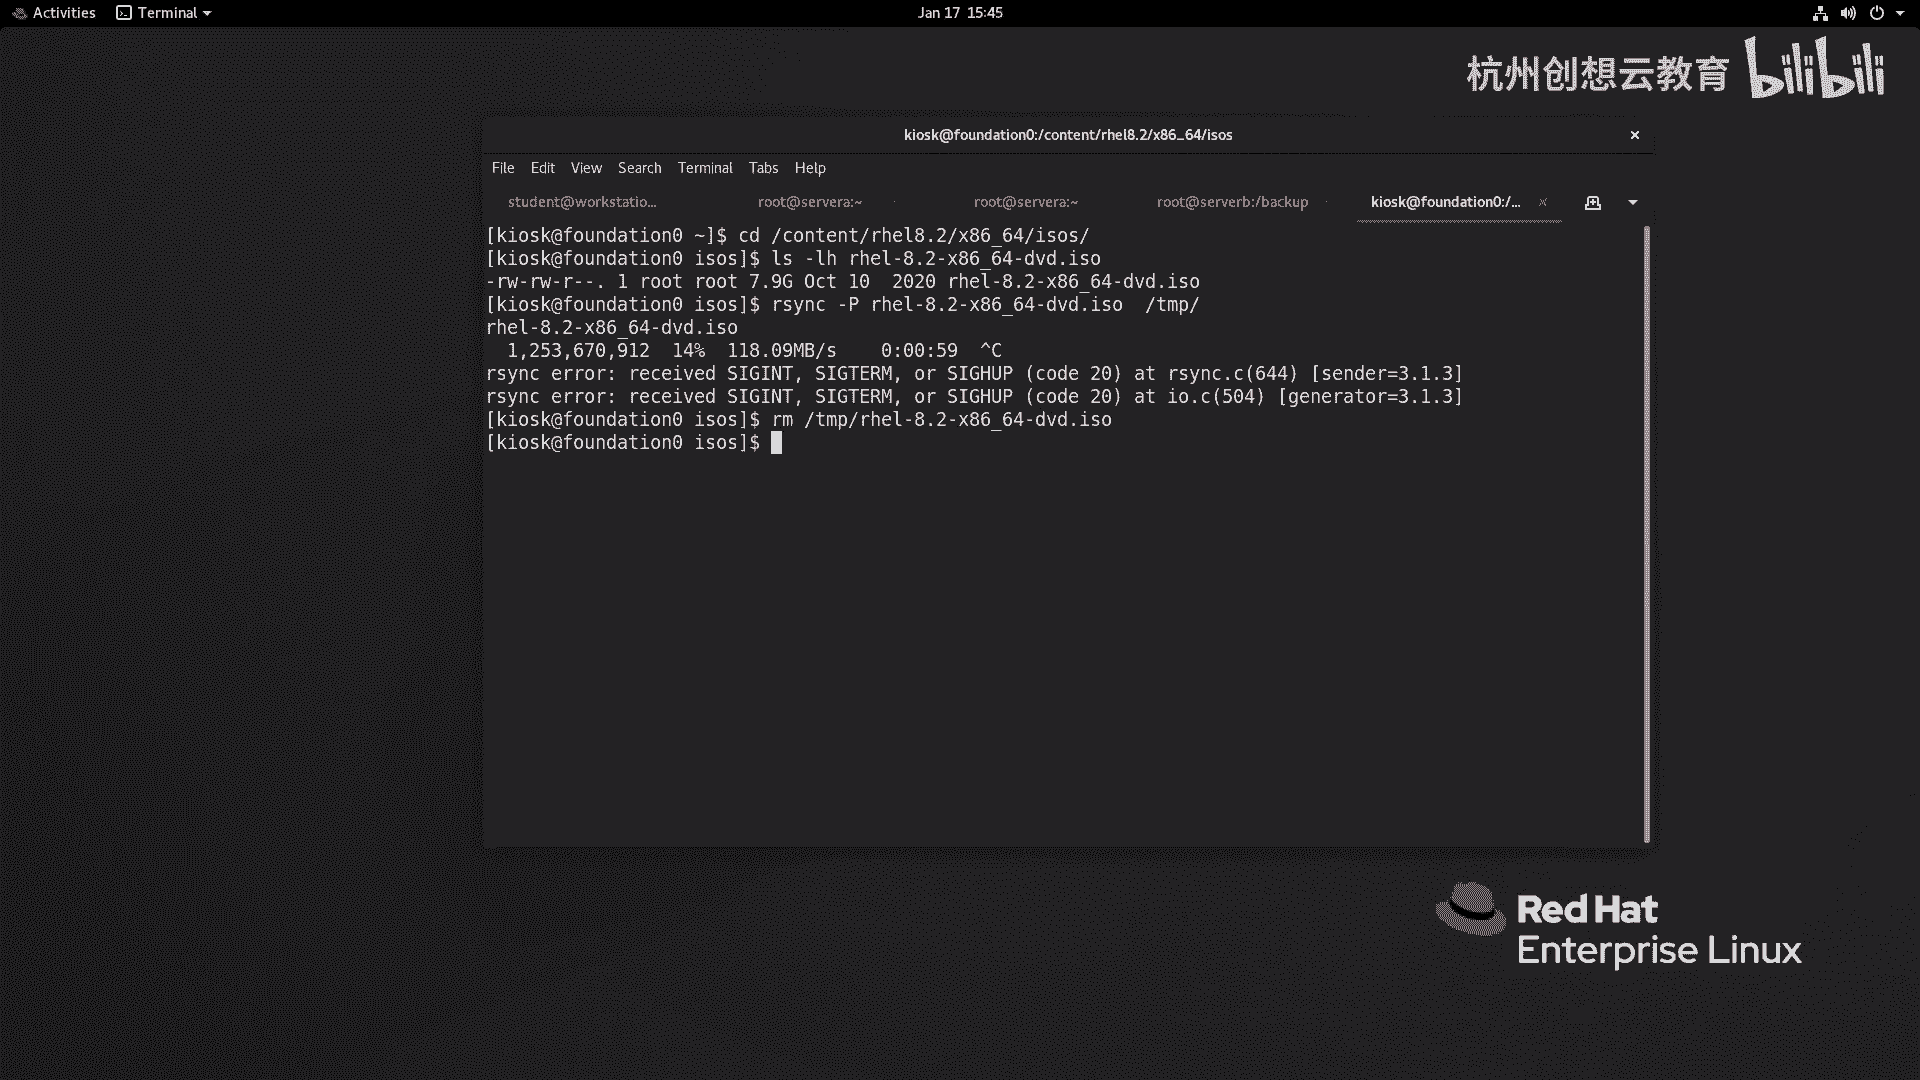 Activities Terminal Jan 17 15:45
杭州创想云教育 bilibili
kiosk@foundation0:/content/rhel8.2/x86_64/isos
File Edit View Search Terminal Tabs Help
student@workstatio... root@servera:~ root@servera:~ root@serverb:/backup kiosk@foundation0:/...
[kiosk@foundation0 ~]$ cd /content/rhel8.2/x86_64/isos/
[kiosk@foundation0 isos]$ ls -lh rhel-8.2-x86_64-dvd.iso
-rw-rw-r--. 1 root root 7.9G Oct 10  2020 rhel-8.2-x86_64-dvd.iso
[kiosk@foundation0 isos]$ rsync -P rhel-8.2-x86_64-dvd.iso  /tmp/
rhel-8.2-x86_64-dvd.iso
  1,253,670,912  14%  118.09MB/s    0:00:59  ^C
rsync error: received SIGINT, SIGTERM, or SIGHUP (code 20) at rsync.c(644) [sender=3.1.3]
rsync error: received SIGINT, SIGTERM, or SIGHUP (code 20) at io.c(504) [generator=3.1.3]
[kiosk@foundation0 isos]$ rm /tmp/rhel-8.2-x86_64-dvd.iso
[kiosk@foundation0 isos]$
Red Hat
Enterprise Linux